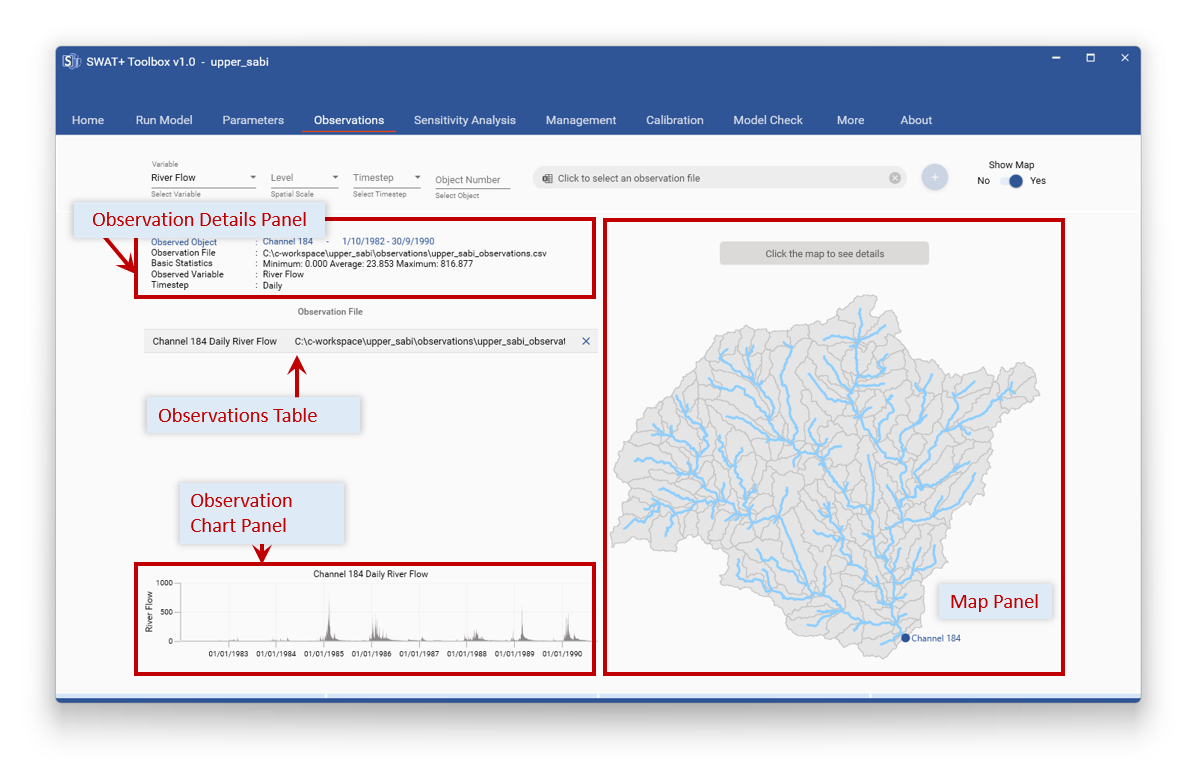 SWAT+ Toolbox v1.0 - upper_sabi
Home Run Model Parameters Observations Sensitivity Analysis Management Calibration Model Check More About
Variable
River Flow
Select Variable
Level
Spatial Scale
Timestep
Select Timestep
Object Number
Select Object
Click to select an observation file
+
Show Map
No Yes
Observation Details Panel
Observed Object : Channel 184 - 1/10/1982 - 30/9/1990
Observation File : C:\c-workspace\upper_sabi\observations\upper_sabi_observations.csv
Basic Statistics : Minimum: 0.000 Average: 23.853 Maximum: 816.877
Observed Variable : River Flow
Timestep : Daily
Observation File
Channel 184 Daily River Flow C:\c-workspace\upper_sabi\observations\upper_sabi_observat
Observations Table
Observation
Chart Panel
Channel 184 Daily River Flow
River Flow
1000
500
0
01/01/1983 01/01/1984 01/01/1985 01/01/1986 01/01/1987 01/01/1988 01/01/1989 01/01/1990
Click the map to see details
Map Panel
Channel 184